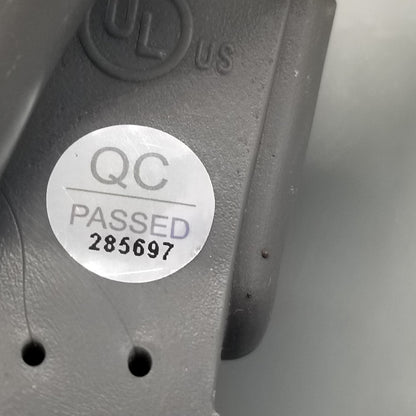 UL US
QC
PASSED
285697